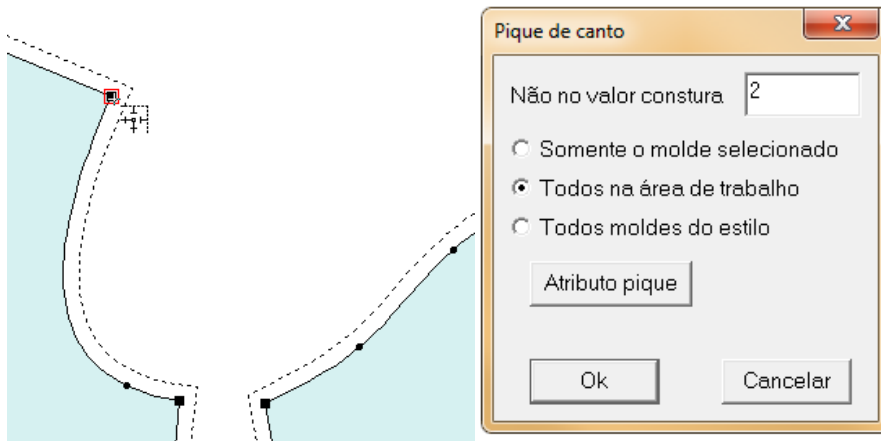 Pique de canto
Não no valor constura 2
Somente o molde selecionado
Todos na área de trabalho
Todos moldes do estilo
Atributo pique
Ok Cancelar